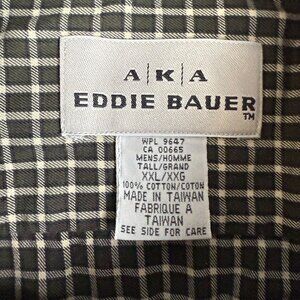 A|K|A
EDDIE BAUER
TM
WPL 9647
CA 00665
MENS/HOMME
TALL/GRAND
XXL/XXG
100% COTTON/COTON
MADE IN TAIWAN
FABRIQUE A
TAIWAN
SEE SIDE FOR CARE